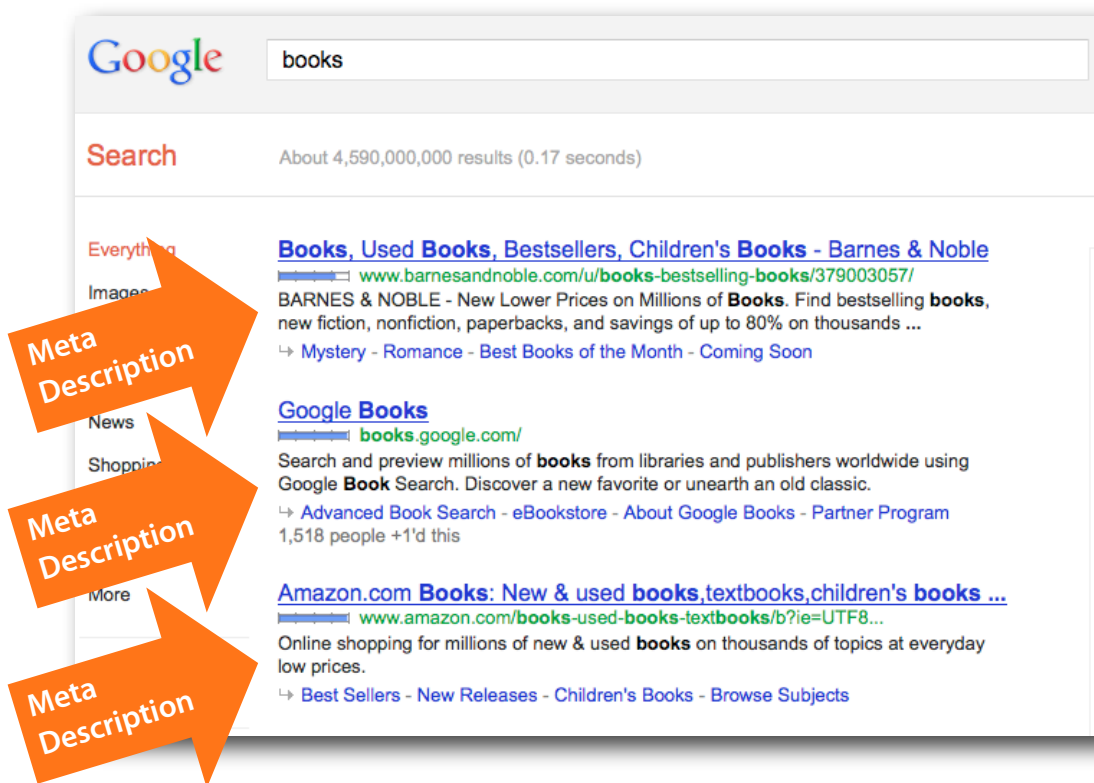 Google
books
Search
About 4,590,000,000 results (0.17 seconds)
Everything
Images
News
More
Books, Used Books, Bestsellers, Children's Books - Barnes & Noble
www.barnesandnoble.com/u/books-bestselling-books/379003057/
BARNES & NOBLE - New Lower Prices on Millions of Books. Find bestselling books,
new fiction, nonfiction, paperbacks, and savings of up to 80% on thousands ...
↳ Mystery - Romance - Best Books of the Month - Coming Soon
Meta
Description
Google Books
books.google.com/
Search and preview millions of books from libraries and publishers worldwide using
Google Book Search. Discover a new favorite or unearth an old classic.
↳ Advanced Book Search - eBookstore - About Google Books - Partner Program
1,518 people +1'd this
Meta
Description
Amazon.com Books: New & used books,textbooks,children's books ...
www.amazon.com/books-used-books-textbooks/b?ie=UTF8...
Online shopping for millions of new & used books on thousands of topics at everyday
low prices.
↳ Best Sellers - New Releases - Children's Books - Browse Subjects
Meta
Description